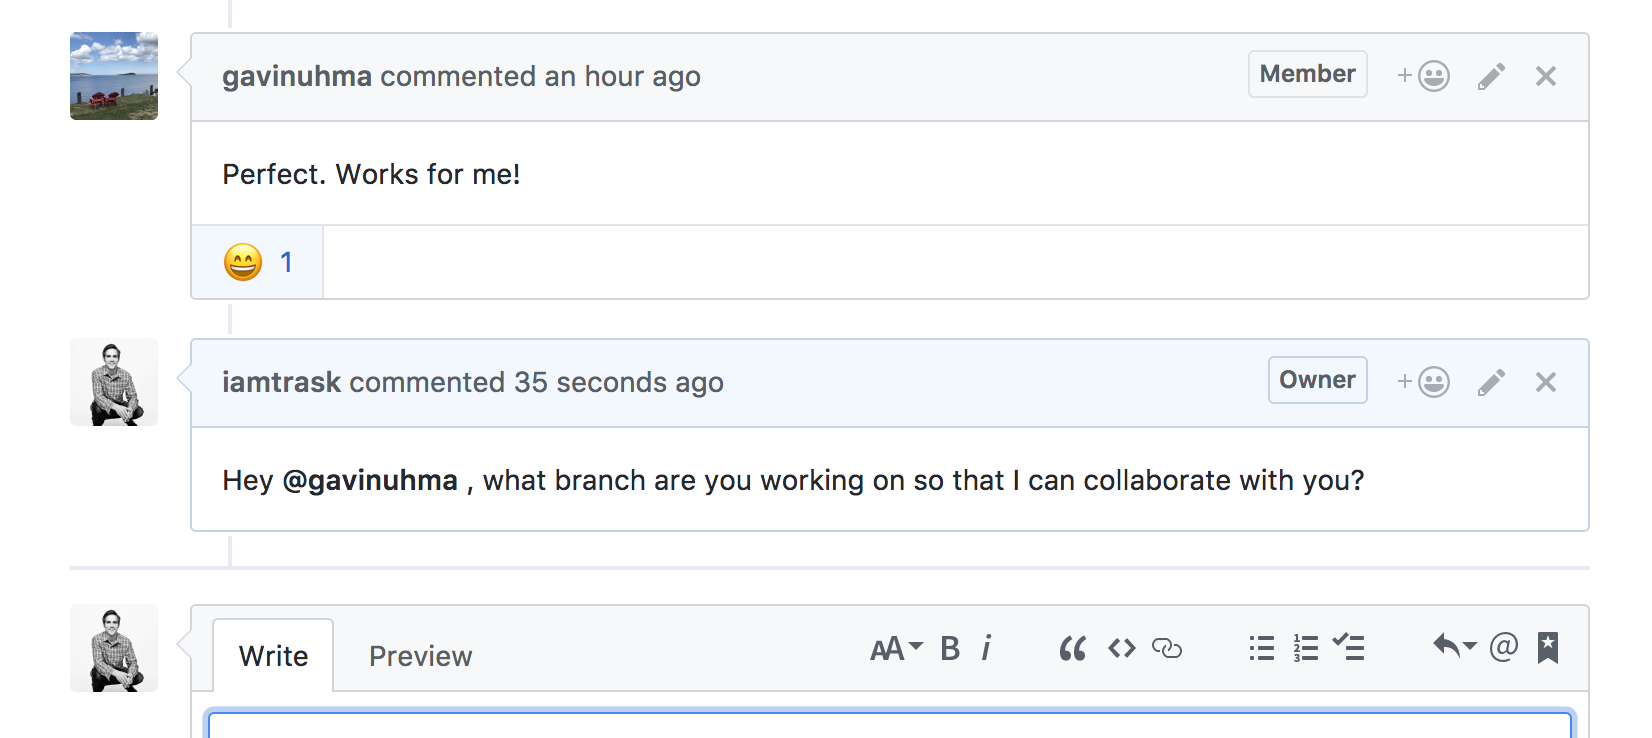 gavinuhma commented an hour ago Member
Perfect. Works for me!
😄 1
iamtrask commented 35 seconds ago Owner
Hey @gavinuhma , what branch are you working on so that I can collaborate with you?
Write Preview AA B i